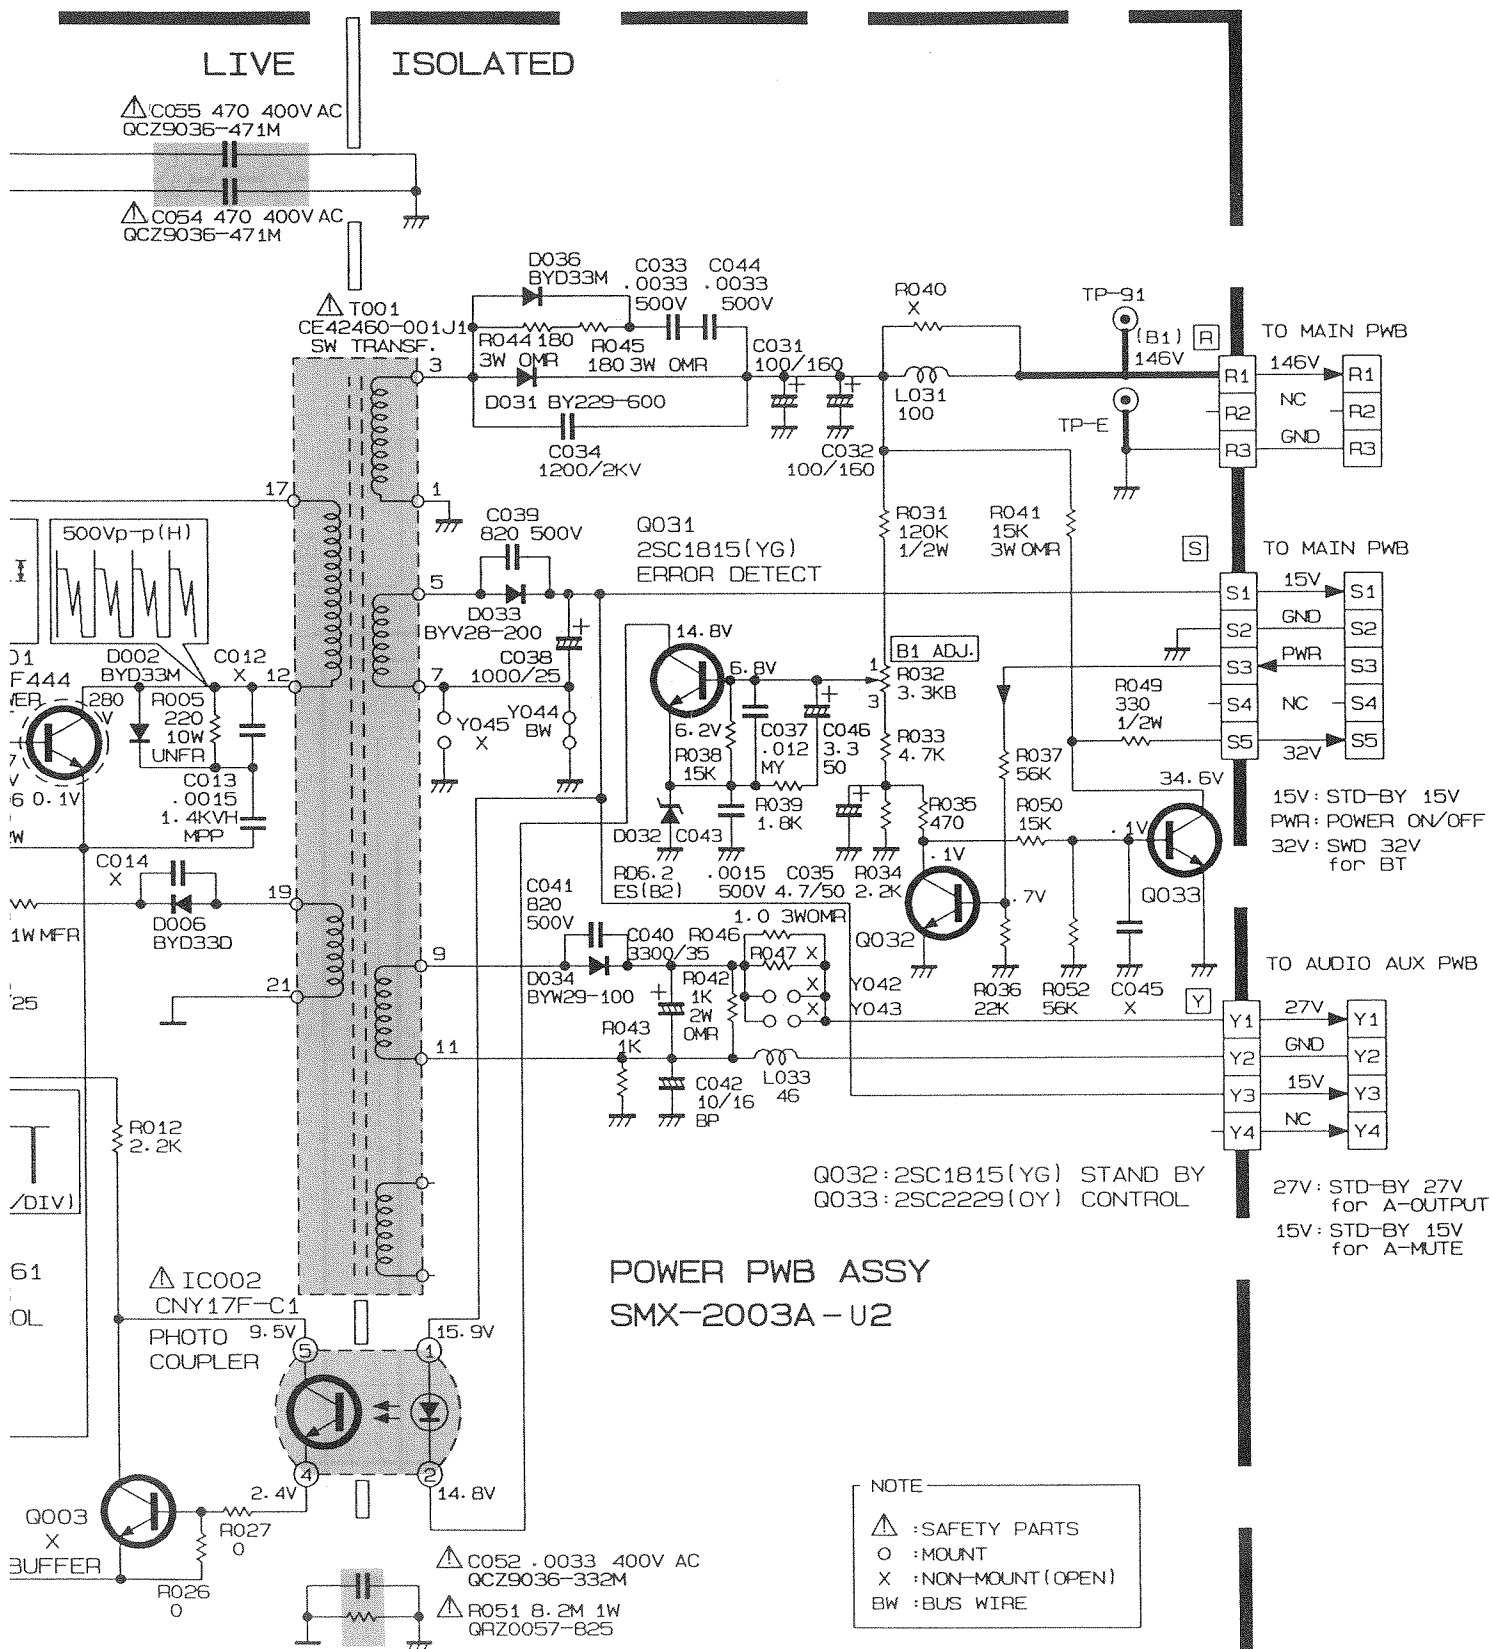 LIVE ISOLATED
⚠ C055 470 400V AC
QCZ9036-471M
⚠ C054 470 400V AC
QCZ9036-471M
D036
BYD33M
C033
.0033
500V
C044
.0033
500V
⚠ T001
CE42460-001J1
SW TRANSF.
R044 180
3W OMR
R045
180 3W OMR
D031 BY229-600
C034
1200/2KV
C031
100/160
C032
100/160
R040
X
L031
100
TP-91
(B1)
146V
R
TP-E
TO MAIN PWB
R1 146V R1
R2 NC R2
R3 GND R3
3
1
17
500Vp-p(H)
C039
820 500V
5
D033
BYV28-200
C038
1000/25
7
Y045
X
Y044
BW
Q031
2SC1815(YG)
ERROR DETECT
14.8V
6.8V
6.2V
R031
120K
1/2W
R041
15K
3W OMR
S
TO MAIN PWB
S1 15V S1
S2 GND S2
S3 PWR S3
S4 NC S4
S5 32V S5
B1 ADJ.
1
R032
3.3KB
3
R033
4.7K
R049
330
1/2W
R037
56K
34.6V
15V: STD-BY 15V
PWR: POWER ON/OFF
32V: SWD 32V
for BT
01
F444
D002
BYD33M
C012
X
12
280
V
R005
220
10W
UNFR
C013
.0015
1.4KVH
MPP
0.1V
R038
15K
C037
.012
MY
C046
3.3
50
R039
1.8K
D032
RD6.2
ES(B2)
C043
.0015
500V
C035
4.7/50
R034
2.2K
R035
470
R050
15K
.1V
.1V
.7V
Q032
Q033
R036
22K
R052
56K
C045
X
C014
X
19
D006
BYD33D
1W MFR
21
C041
820
500V
9
D034
BYW29-100
C040
3300/35
R046
1.0 3WOMR
R047 X
R042
1K
2W
OMR
X Y042
X Y043
R043
1K
11
C042
10/16
BP
L033
46
Y
TO AUDIO AUX PWB
Y1 27V Y1
Y2 GND Y2
Y3 15V Y3
Y4 NC Y4
R012
2.2K
/DIV)
Q032:2SC1815(YG) STAND BY
Q033:2SC2229(OY) CONTROL
27V: STD-BY 27V
for A-OUTPUT
15V: STD-BY 15V
for A-MUTE
POWER PWB ASSY
SMX-2003A-U2
61
OL
⚠ IC002
CNY17F-C1
PHOTO
COUPLER
9.5V
15.9V
5
1
4
2
2.4V
14.8V
Q003
X
BUFFER
R027
0
R026
0
⚠ C052 .0033 400V AC
QCZ9036-332M
⚠ R051 8.2M 1W
QRZ0057-825
NOTE
⚠ :SAFETY PARTS
O :MOUNT
X :NON-MOUNT(OPEN)
BW :BUS WIRE